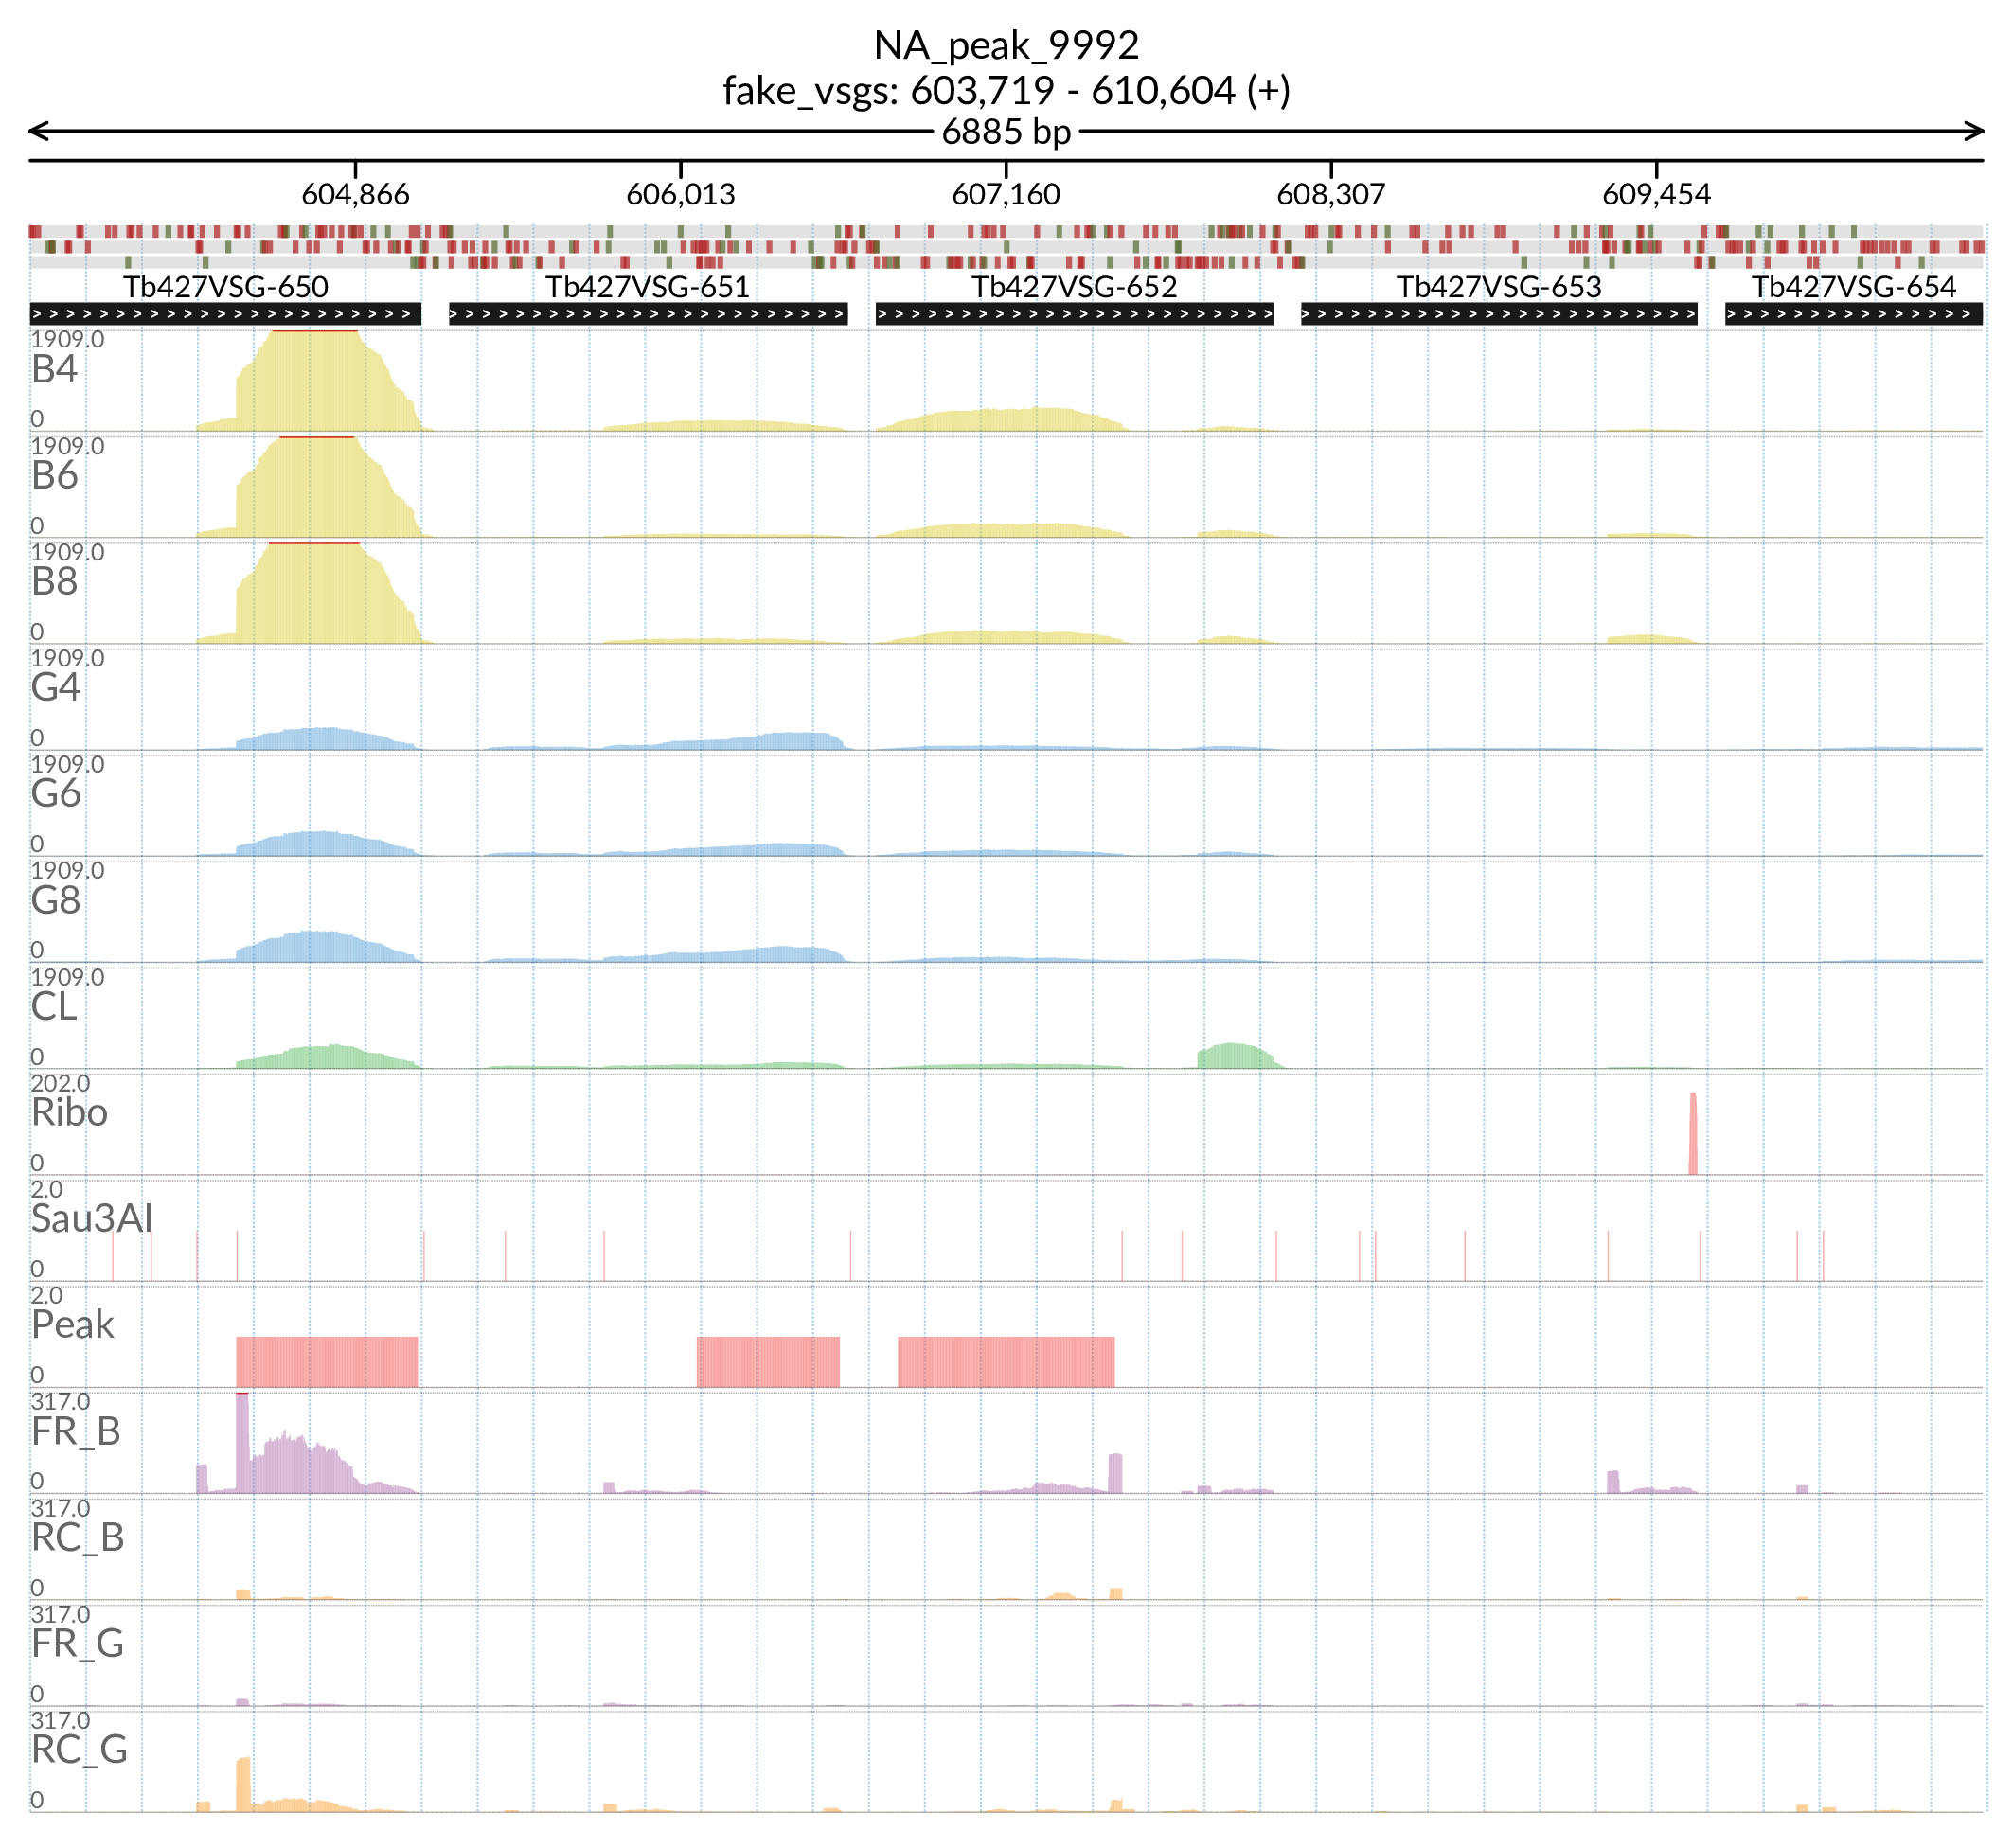 NA_peak_9992
fake_vsgs: 603,719 - 610,604 (+)
6885 bp
604,866 606,013 607,160 608,307 609,454
Tb427VSG-650 Tb427VSG-651 Tb427VSG-652 Tb427VSG-653 Tb427VSG-654
1909.0
B4
0
1909.0
B6
0
1909.0
B8
0
1909.0
G4
0
1909.0
G6
0
1909.0
G8
0
1909.0
CL
0
202.0
Ribo
0
2.0
Sau3AI
0
2.0
Peak
0
317.0
FR_B
0
317.0
RC_B
0
317.0
FR_G
0
317.0
RC_G
0